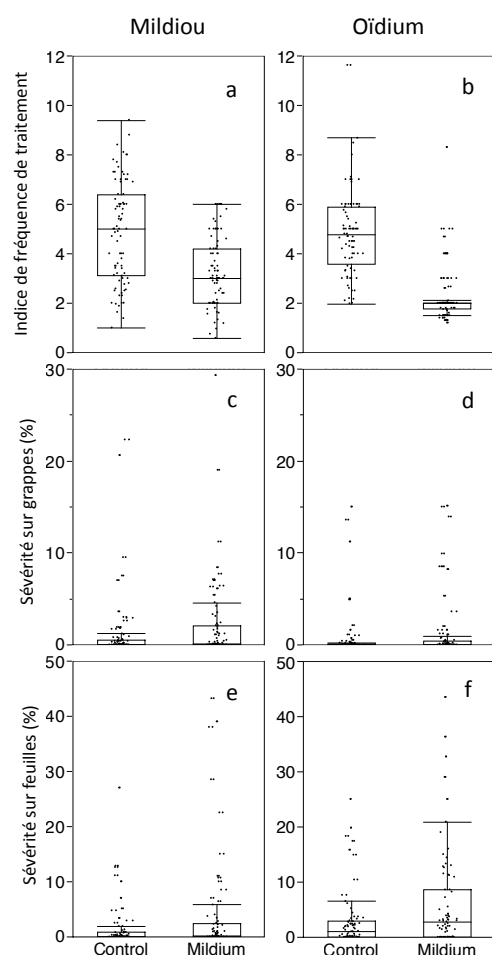 Mildiou Oïdium
Indice de fréquence de traitement
12 10 8 6 4 2 0
a
12 10 8 6 4 2 0
b
Sévérité sur grappes (%)
30 20 10 0
c
30 20 10 0
d
Sévérité sur feuilles (%)
50 40 30 20 10 0
e
50 40 30 20 10 0
f
Control Mildium Control Mildium